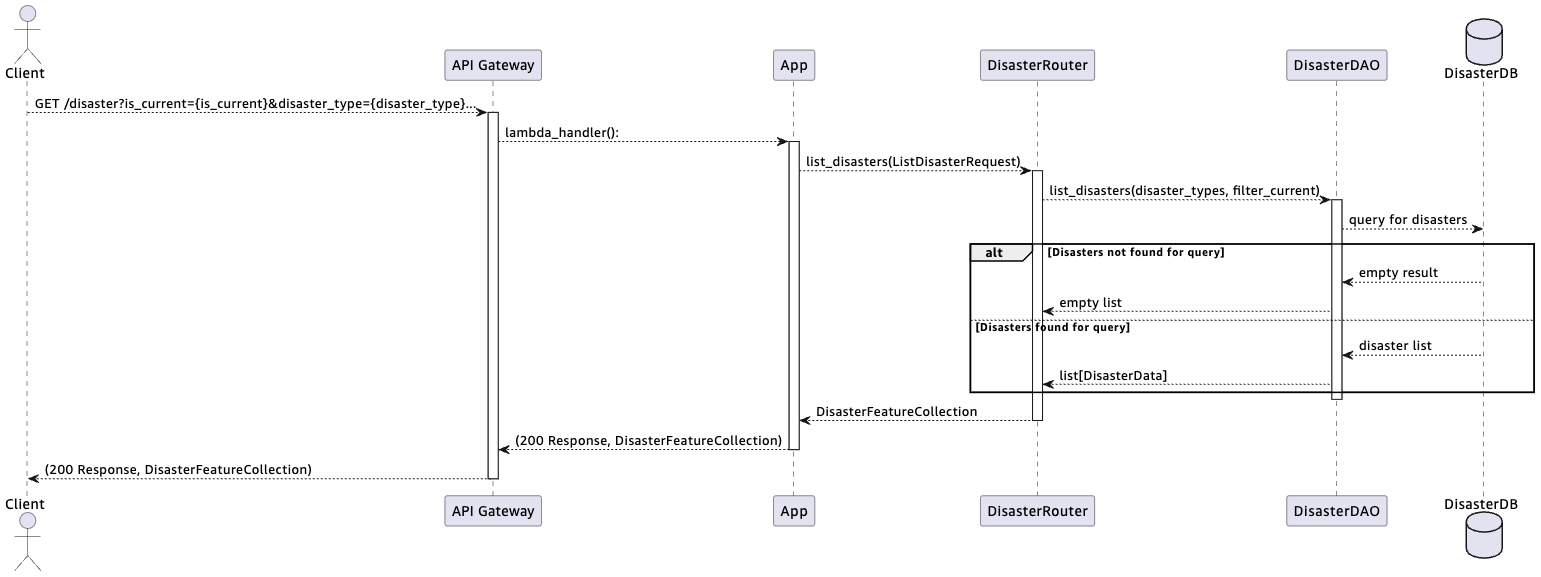 Client
API Gateway
App
DisasterRouter
DisasterDAO
DisasterDB
GET /disaster?is_current={is_current}&disaster_type={disaster_type}...
lambda_handler():
list_disasters(ListDisasterRequest)
list_disasters(disaster_types, filter_current)
query for disasters
alt
[Disasters not found for query]
empty result
empty list
[Disasters found for query]
disaster list
list[DisasterData]
DisasterFeatureCollection
(200 Response, DisasterFeatureCollection)
(200 Response, DisasterFeatureCollection)
Client
API Gateway
App
DisasterRouter
DisasterDAO
DisasterDB